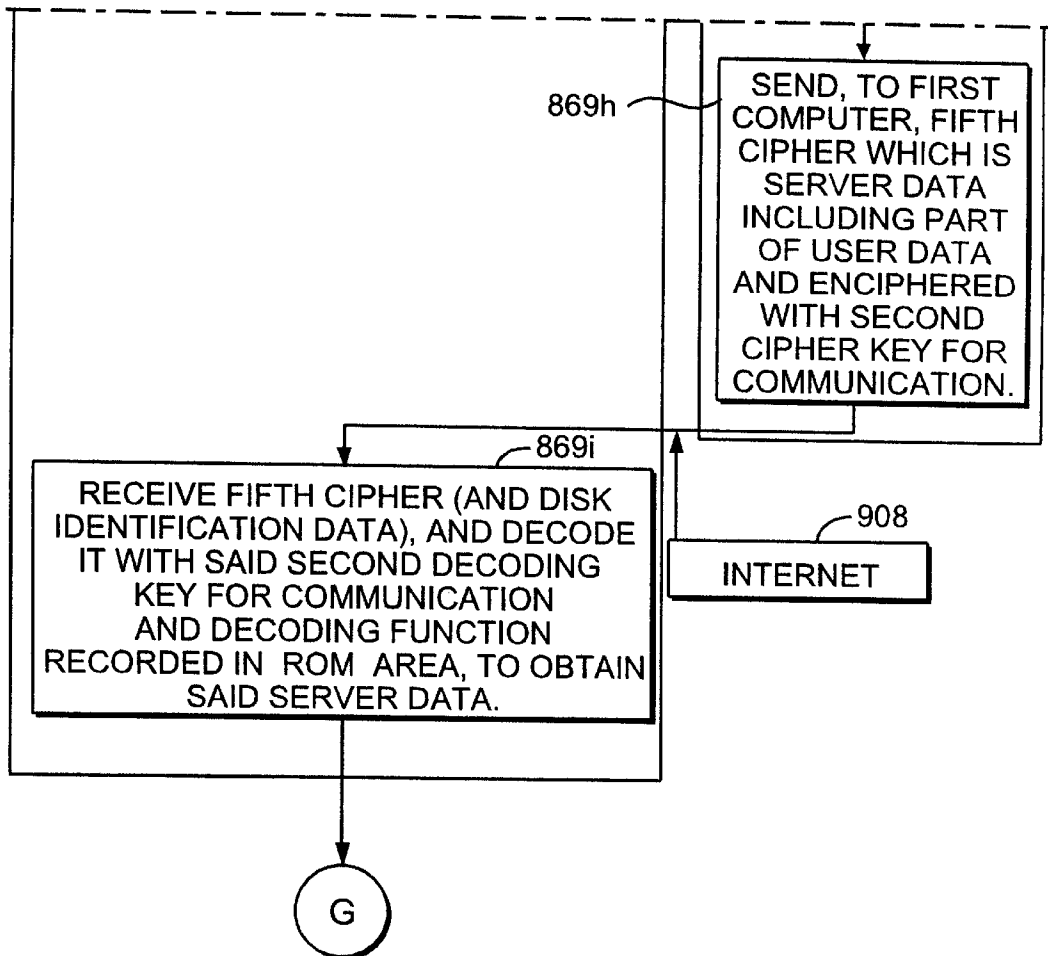 869h
SEND, TO FIRST
COMPUTER, FIFTH
CIPHER WHICH IS
SERVER DATA
INCLUDING PART
OF USER DATA
AND ENCIPHERED
WITH SECOND
CIPHER KEY FOR
COMMUNICATION.
869i
RECEIVE FIFTH CIPHER (AND DISK
IDENTIFICATION DATA), AND DECODE
IT WITH SAID SECOND DECODING
KEY FOR COMMUNICATION
AND DECODING FUNCTION
RECORDED IN ROM AREA, TO OBTAIN
SAID SERVER DATA.
908
INTERNET
G